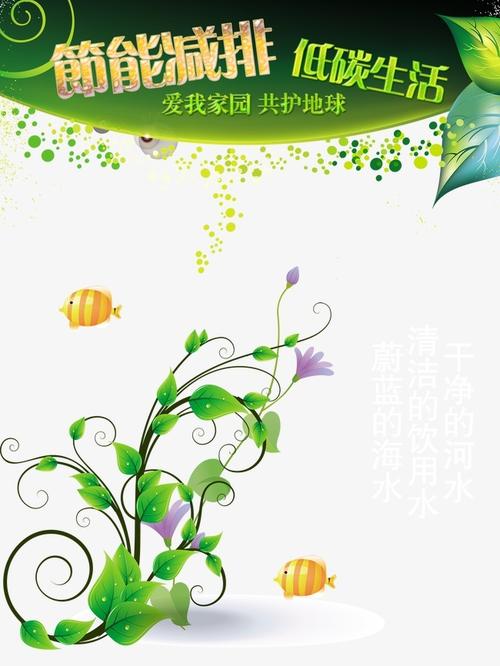 節能减排 低碳生活
爱我家园 共护地球
干净的河水
清洁的饮用水
蔚蓝的海水